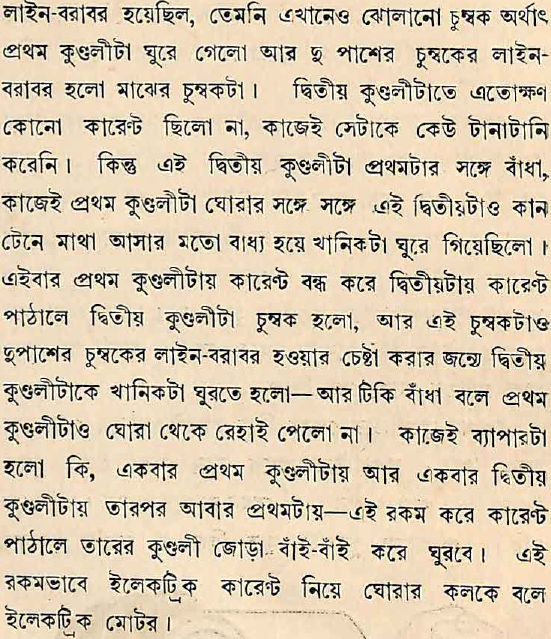 লাইন-বরাবর হয়েছিল, তেমনি এখানেও ঝোলানো চুম্বক অর্থাৎ
প্রথম কুণ্ডলীটা ঘুরে গেলো আর দু পাশের চুম্বকের লাইন-
বরাবর হলো মাঝের চুম্বকটা। দ্বিতীয় কুণ্ডলীটাতে এতোক্ষণ
কোনো কারেন্ট ছিলো না, কাজেই সেটাকে কেউ টানাটানি
করেনি। কিন্তু এই দ্বিতীয় কুণ্ডলীটা প্রথমটার সঙ্গে বাঁধা,
কাজেই প্রথম কুণ্ডলীটা ঘোরার সঙ্গে সঙ্গে এই দ্বিতীয়টাও কান
টেনে মাথা আসার মতো বাধ্য হয়ে খানিকটা ঘুরে গিয়েছিলো।
এইবার প্রথম কুণ্ডলীটায় কারেন্ট বন্ধ করে দ্বিতীয়টায় কারেন্ট
পাঠালে দ্বিতীয় কুণ্ডলীটা চুম্বক হলো, আর এই চুম্বকটাও
দুপাশের চুম্বকের লাইন-বরাবর হওয়ার চেষ্টা করার জন্যে দ্বিতীয়
কুণ্ডলীটাকে খানিকটা ঘুরতে হলো—আর টিকি বাঁধা বলে প্রথম
কুণ্ডলীটাও ঘোরা থেকে রেহাই পেলো না। কাজেই ব্যাপারটা
হলো কি, একবার প্রথম কুণ্ডলীটায় আর একবার দ্বিতীয়
কুণ্ডলীটায় তারপর আবার প্রথমটায়—এই রকম করে কারেন্ট
পাঠালে তারের কুণ্ডলী জোড়া বাঁই-বাঁই করে ঘুরবে। এই
রকমভাবে ইলেকট্রিক কারেন্ট নিয়ে ঘোরার কলকে বলে
ইলেকট্রিক মোটর।